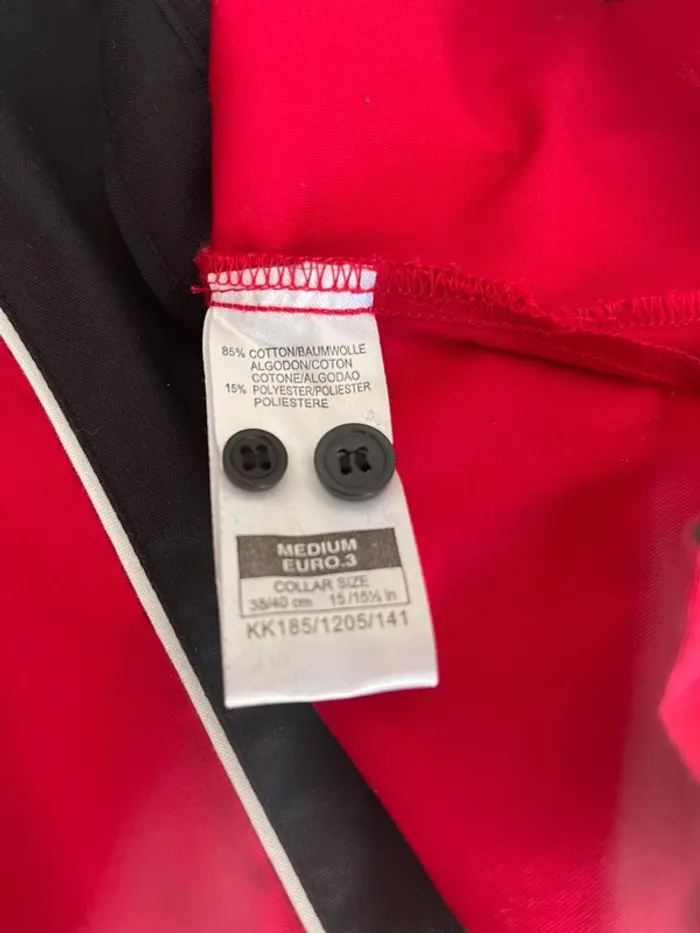 85% COTTON/BAUMWOLLE
ALGODON/COTON
COTONE/ALGODAO
15% POLYESTER/POLIESTER
POLIESTERE
MEDIUM
EURO.3
COLLAR SIZE
38/40 cm 15/15½ in
KK185/1205/141